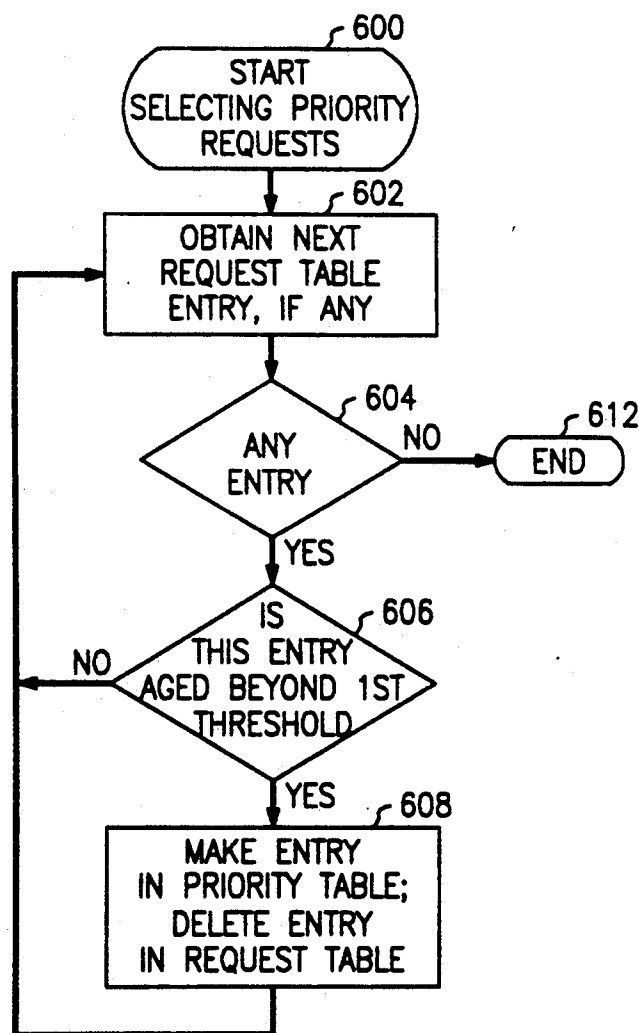 600
START
SELECTING PRIORITY
REQUESTS
602
OBTAIN NEXT
REQUEST TABLE
ENTRY, IF ANY
604
ANY
ENTRY
NO
612
END
YES
606
IS
THIS ENTRY
AGED BEYOND 1ST
THRESHOLD
NO
YES
608
MAKE ENTRY
IN PRIORITY TABLE;
DELETE ENTRY
IN REQUEST TABLE